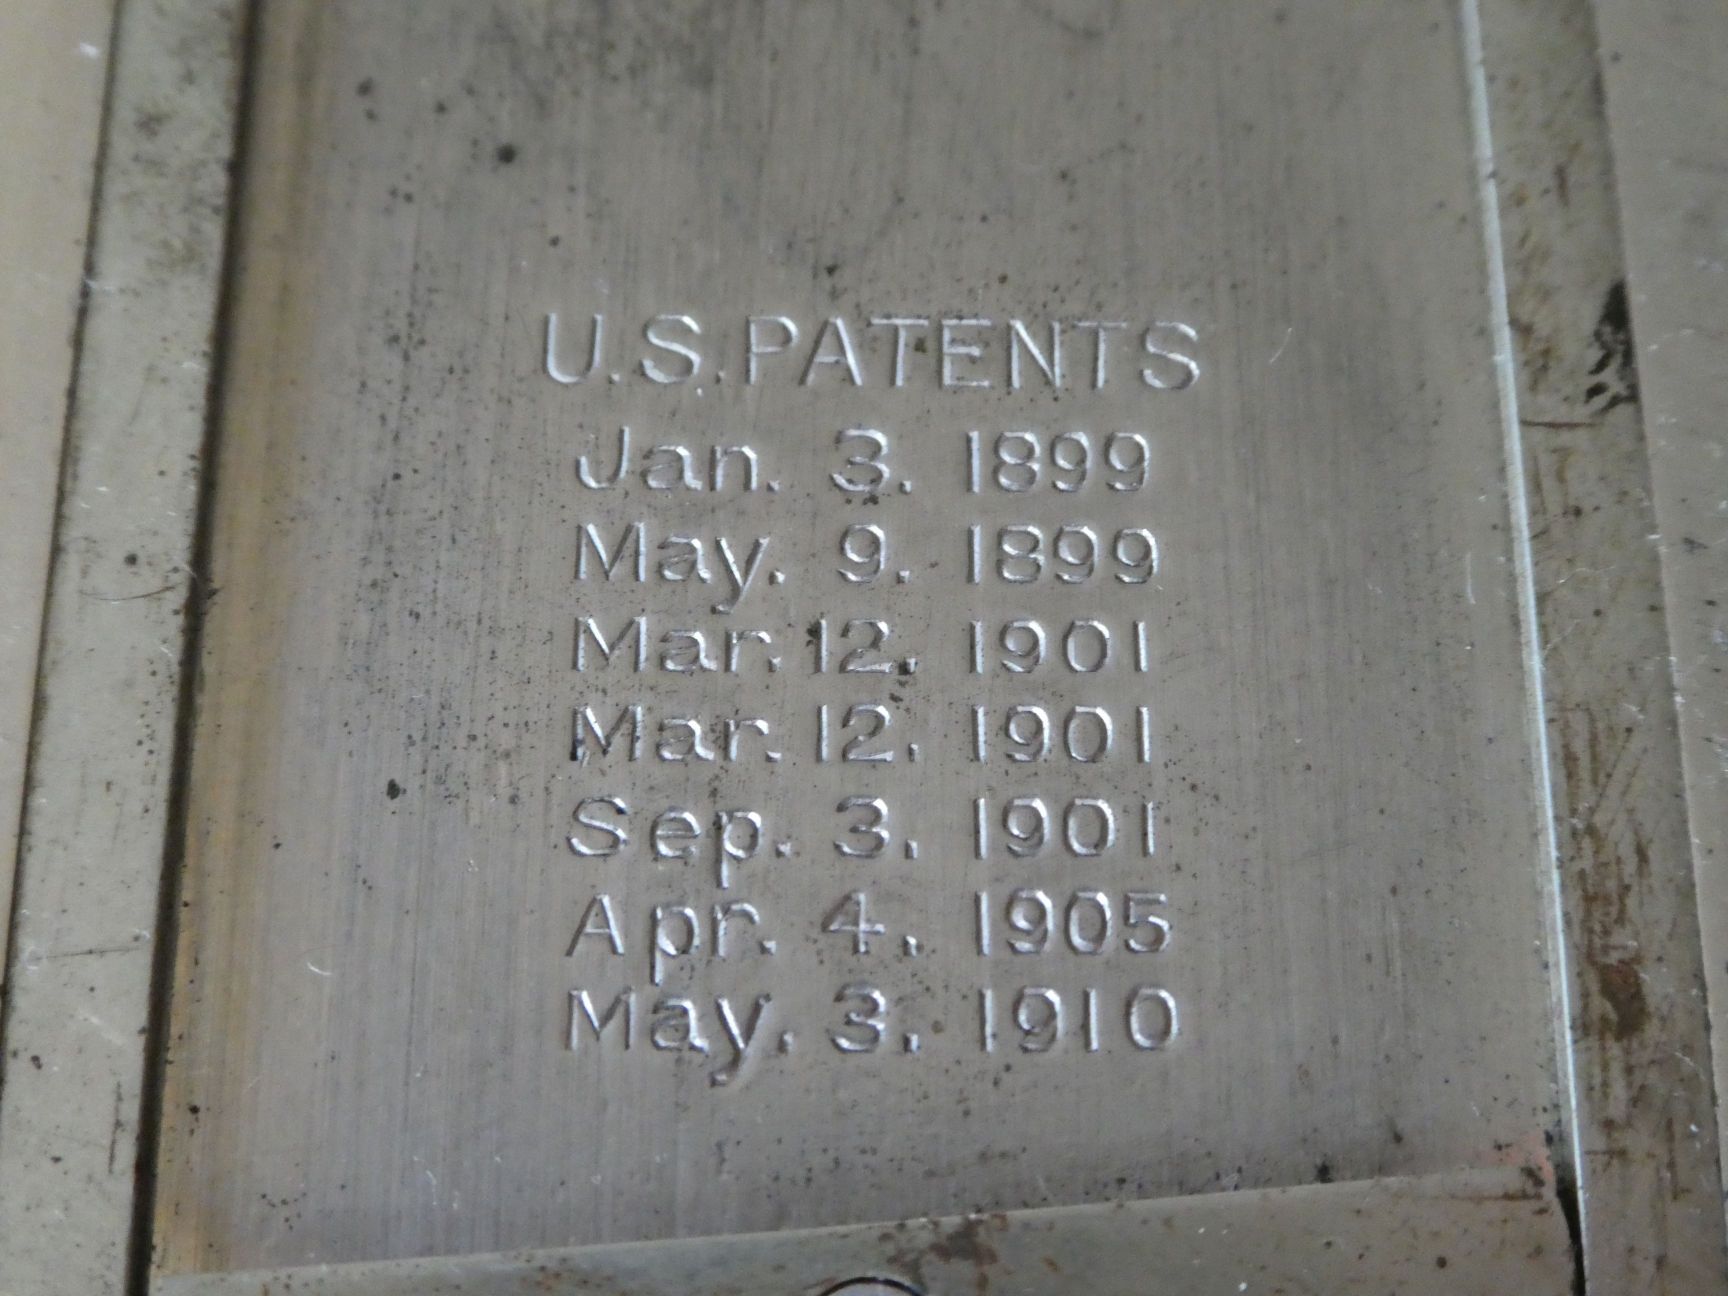 U.S. PATENTS
Jan. 3. 1899
May. 9. 1899
Mar. 12. 1901
Mar. 12. 1901
Sep. 3. 1901
Apr. 4. 1905
May. 3. 1910